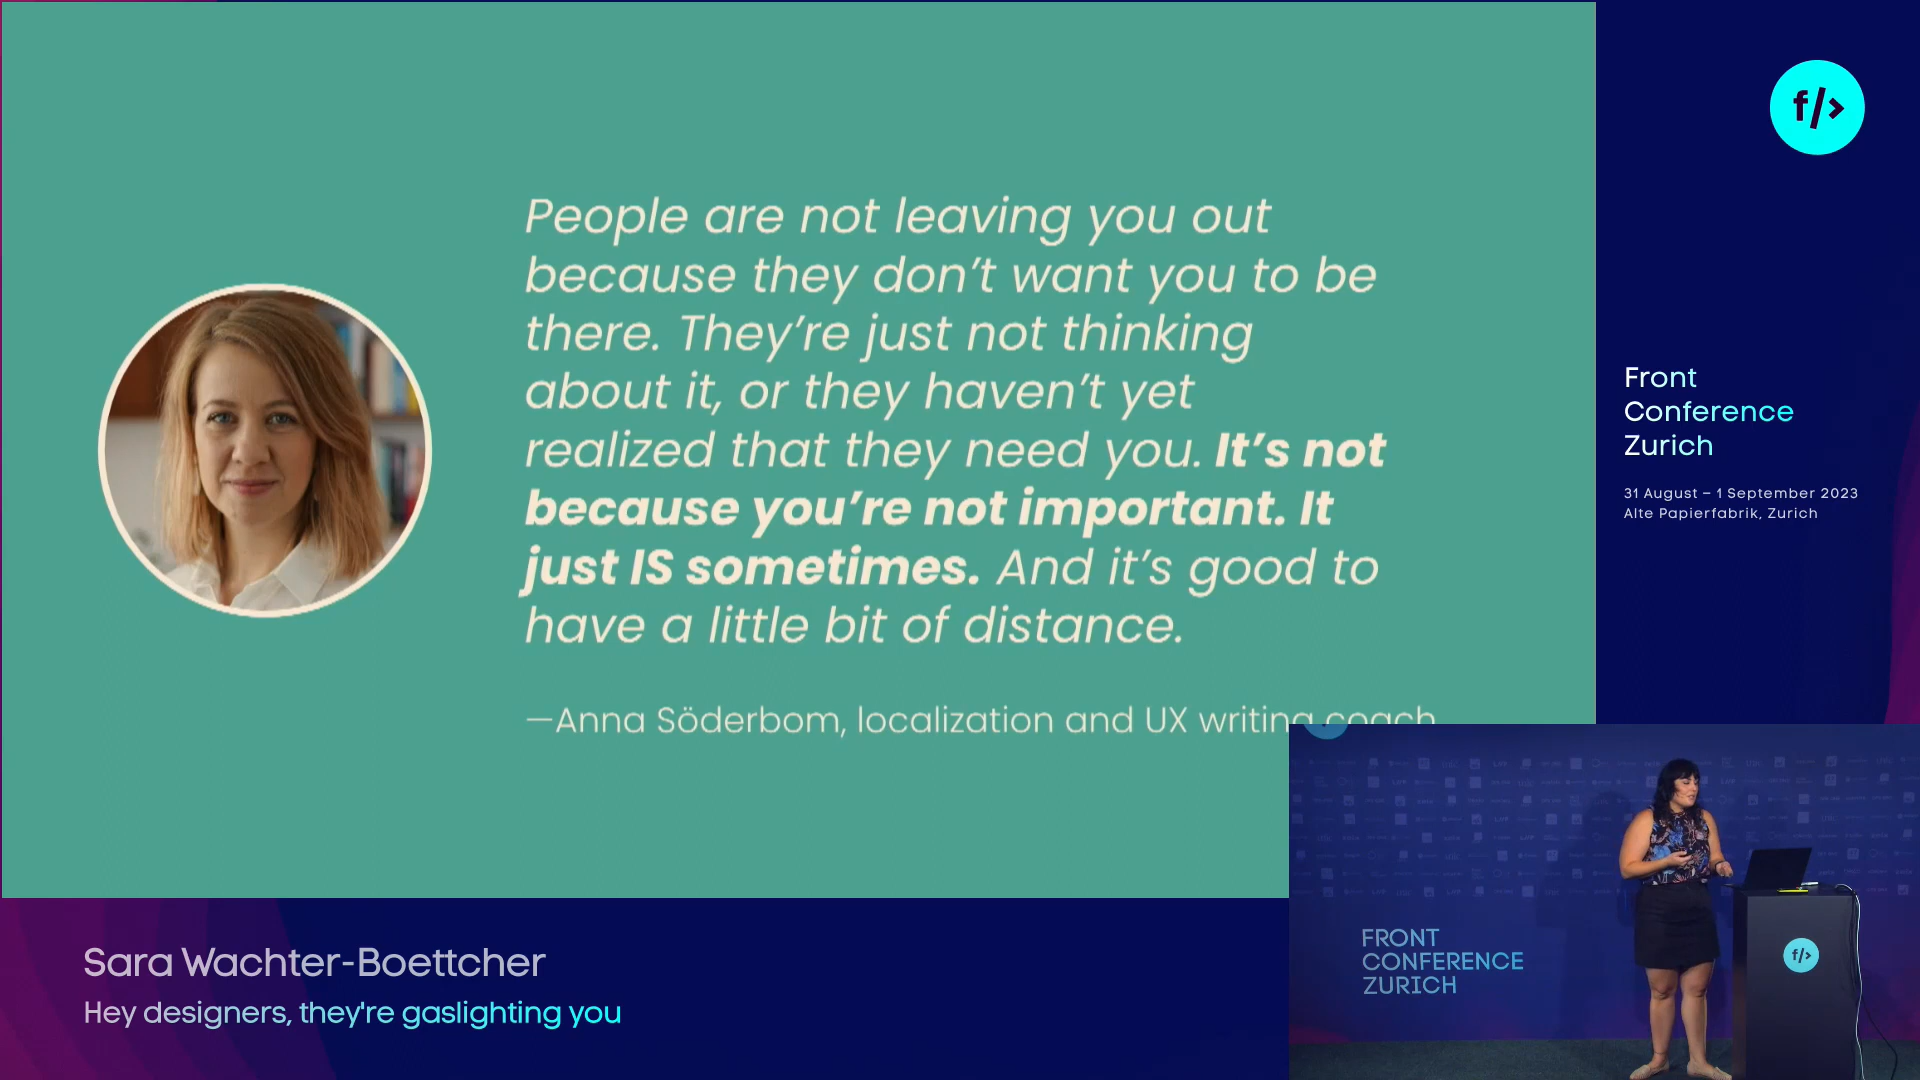 People are not leaving you out
because they don't want you to be
there. They're just not thinking
about it, or they haven't yet
realized that they need you. It's not
because you're not important. It
just IS sometimes. And it's good to
have a little bit of distance.
—Anna Söderbom, localization and UX writing coach
f/>
Front
Conference
Zurich
31 August – 1 September 2023
Alte Papierfabrik, Zurich
Sara Wachter-Boettcher
Hey designers, they're gaslighting you
FRONT
CONFERENCE
ZURICH
f/>